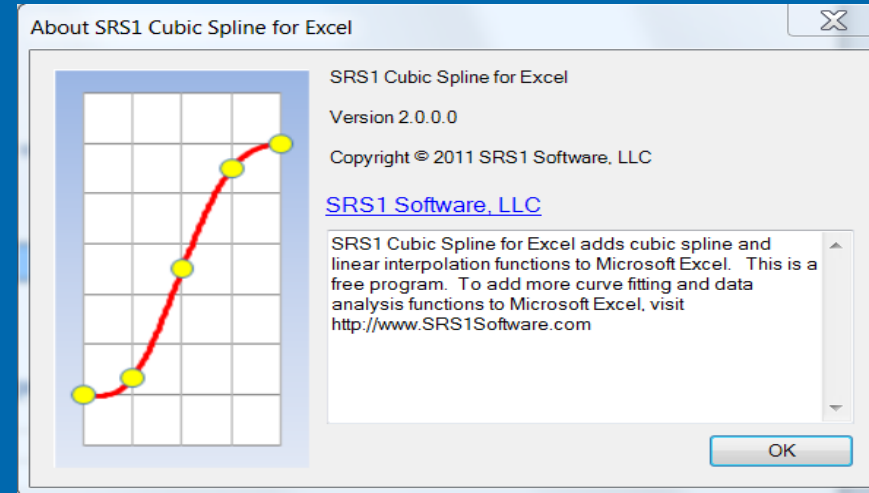 About SRS1 Cubic Spline for Excel
SRS1 Cubic Spline for Excel
Version 2.0.0.0
Copyright © 2011 SRS1 Software, LLC
SRS1 Software, LLC
SRS1 Cubic Spline for Excel adds cubic spline and
linear interpolation functions to Microsoft Excel.   This is a
free program.  To add more curve fitting and data
analysis functions to Microsoft Excel, visit
http://www.SRS1Software.com
OK